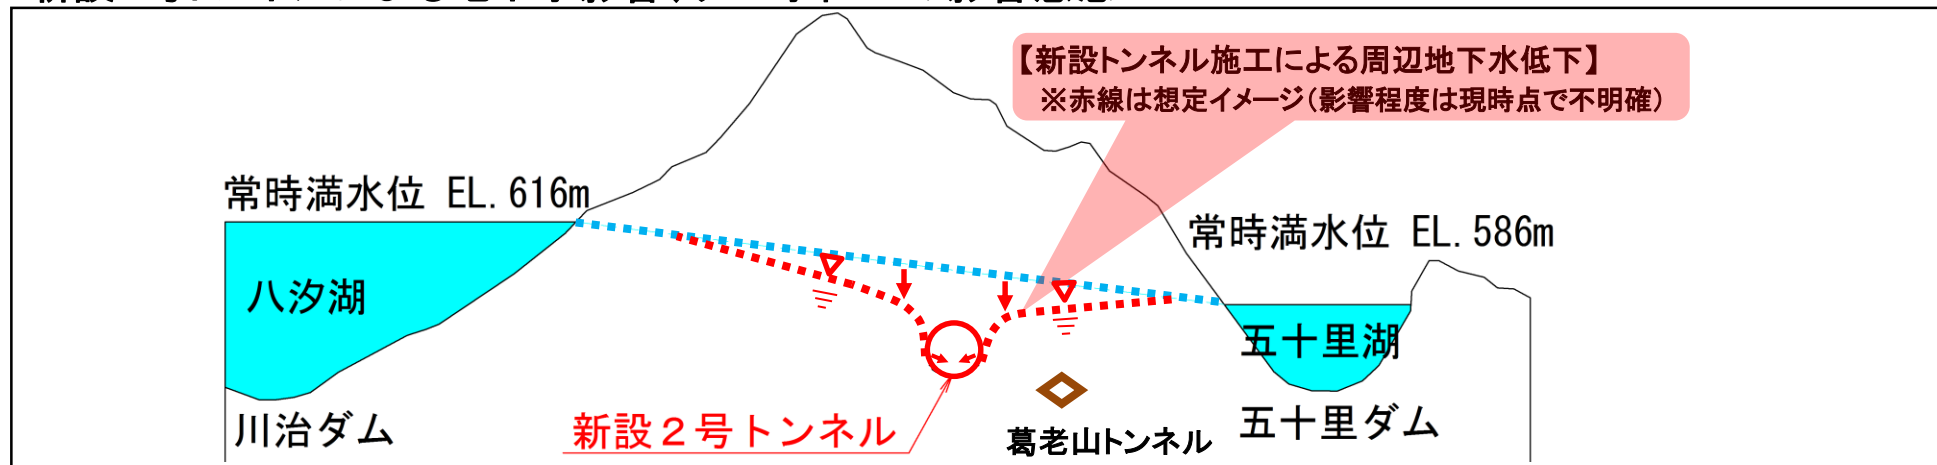 【新設トンネル施工による周辺地下水低下】
※赤線は想定イメージ（影響程度は現時点で不明確）
常時満水位 EL.616m
常時満水位 EL.586m
八汐湖
五十里湖
川治ダム
新設２号トンネル
葛老山トンネル
五十里ダム